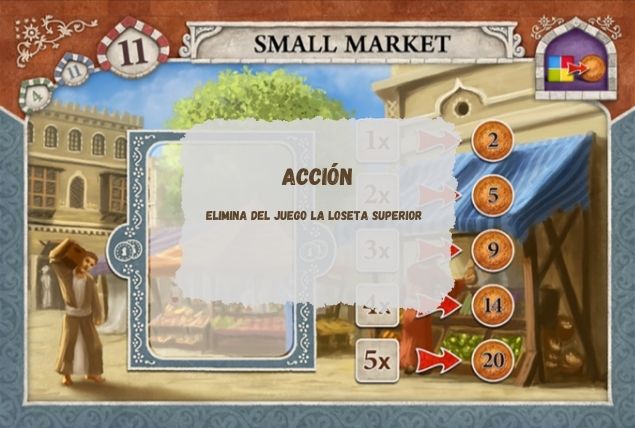 SMALL MARKET
11
11
4
ACCIÓN
ELIMINA DEL JUEGO LA LOSETA SUPERIOR
1x 2
2x 5
3x 9
4x 14
5x 20